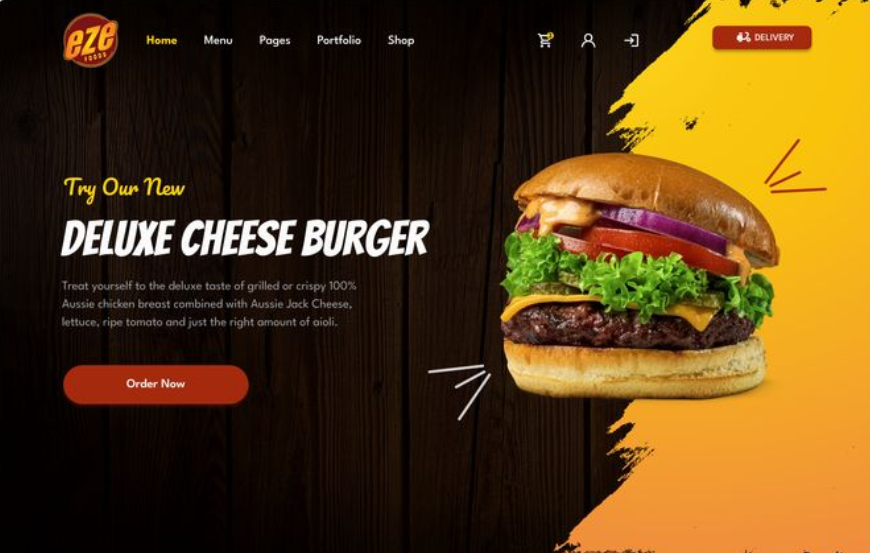 eze
FOODS
Home Menu Pages Portfolio Shop
DELIVERY
Try Our New
DELUXE CHEESE BURGER
Treat yourself to the deluxe taste of grilled or crispy 100%
Aussie chicken breast combined with Aussie Jack Cheese,
lettuce, ripe tomato and just the right amount of aioli.
Order Now